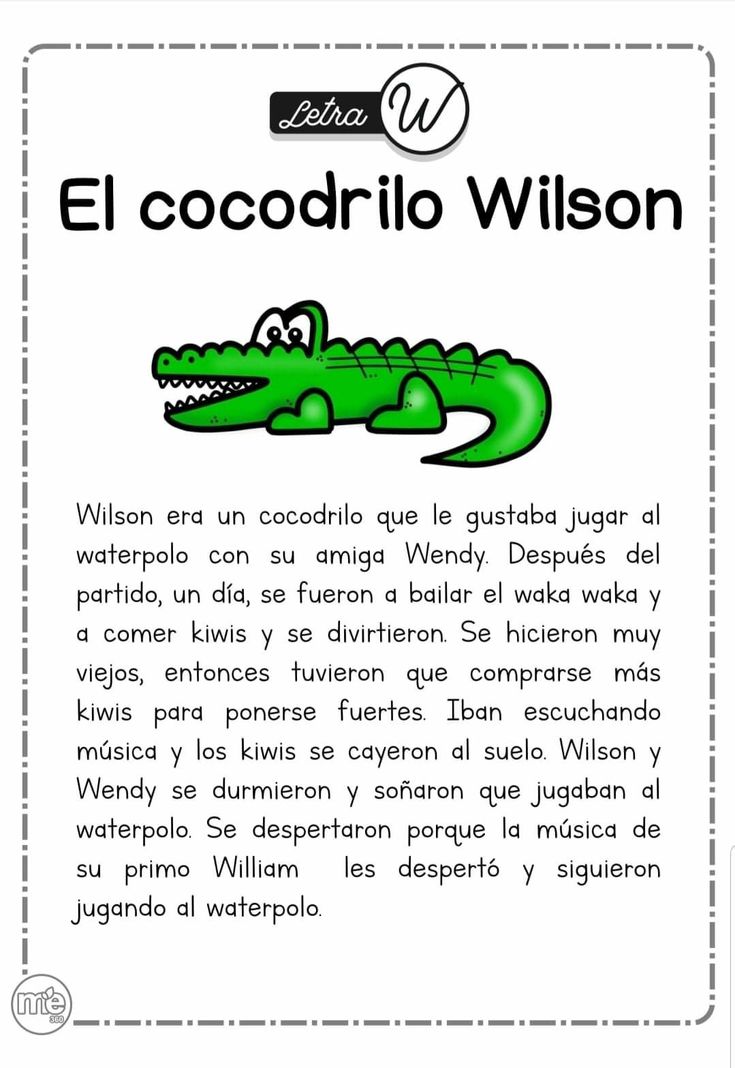 Letra W
El cocodrilo Wilson
Wilson era un cocodrilo que le gustaba jugar al
waterpolo con su amiga Wendy. Después del
partido, un día, se fueron a bailar el waka waka y
a comer kiwis y se divirtieron. Se hicieron muy
viejos, entonces tuvieron que comprarse más
kiwis para ponerse fuertes. Iban escuchando
música y los kiwis se cayeron al suelo. Wilson y
Wendy se durmieron y soñaron que jugaban al
waterpolo. Se despertaron porque la música de
su primo William les despertó y siguieron
jugando al waterpolo.
me
360